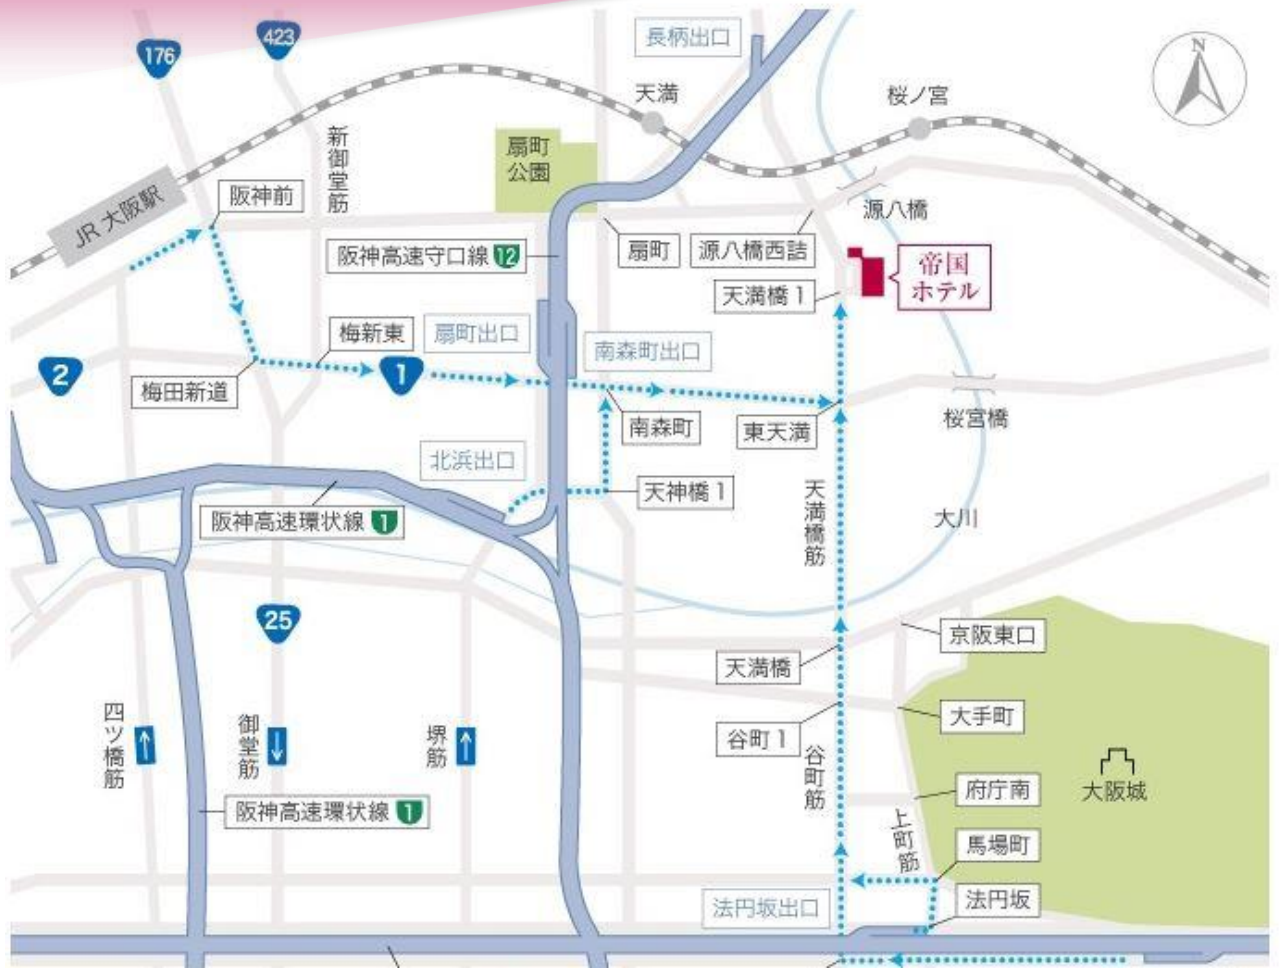 423
176
長柄出口
N
天満
桜ノ宮
新御堂筋
扇町
公園
JR 大阪駅
阪神前
源八橋
阪神高速守口線 12
扇町
源八橋西詰
帝国
ホテル
天満橋 1
梅新東
扇町出口
南森町出口
2
1
梅田新道
南森町
東天満
桜宮橋
北浜出口
天神橋 1
阪神高速環状線 1
天満橋筋
大川
25
京阪東口
天満橋
大手町
谷町 1
四ツ橋筋
御堂筋
堺筋
谷町筋
府庁南
大阪城
阪神高速環状線 1
上町筋
馬場町
法円坂出口
法円坂